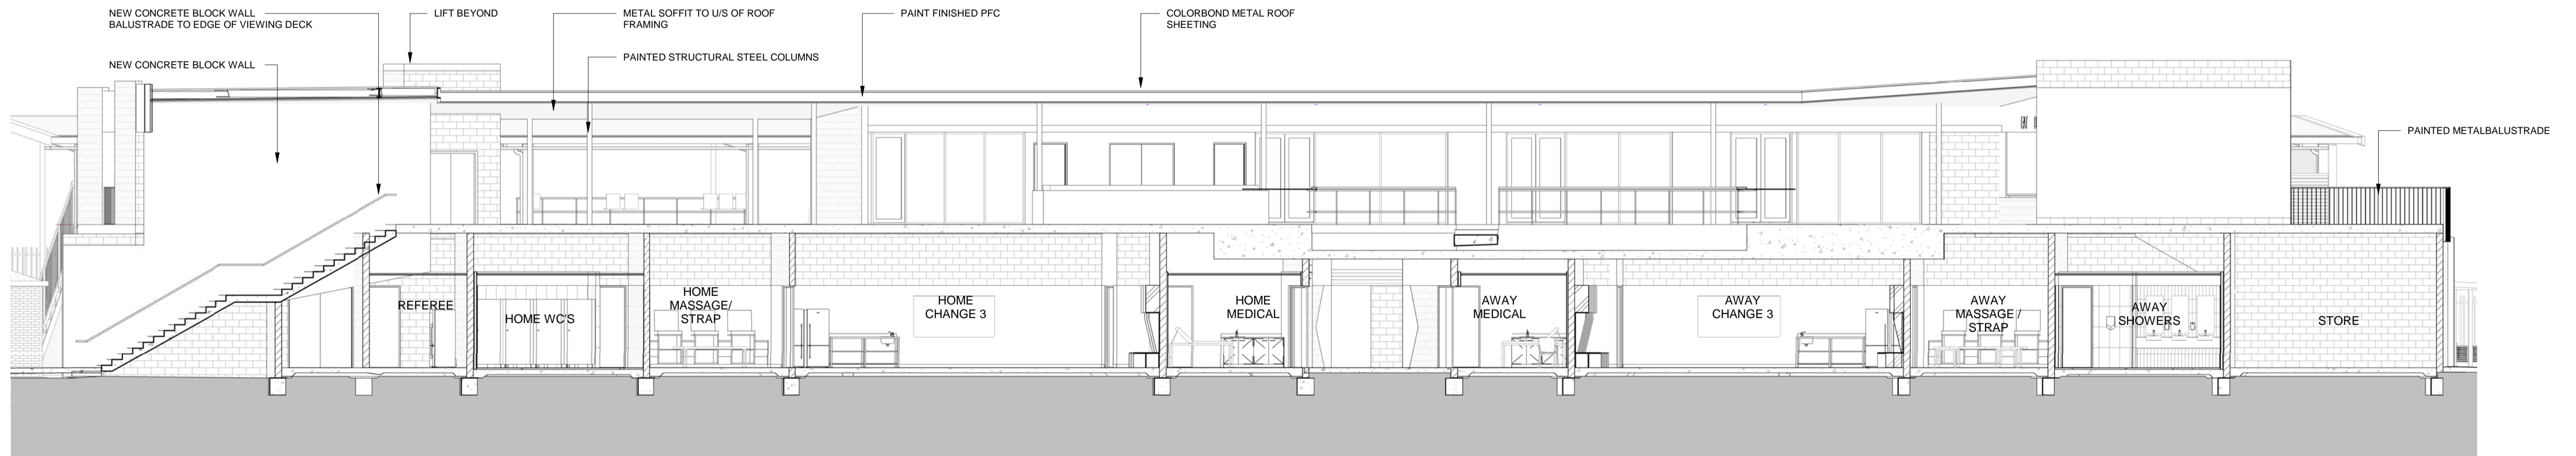 NEW CONCRETE BLOCK WALL
BALUSTRADE TO EDGE OF VIEWING DECK
LIFT BEYOND
METAL SOFFIT TO U/S OF ROOF
FRAMING
PAINT FINISHED PFC
COLORBOND METAL ROOF
SHEETING
NEW CONCRETE BLOCK WALL
PAINTED STRUCTURAL STEEL COLUMNS
PAINTED METALBALUSTRADE
REFEREE
HOME WC'S
HOME
MASSAGE/
STRAP
HOME
CHANGE 3
HOME
MEDICAL
AWAY
MEDICAL
AWAY
CHANGE 3
AWAY
MASSAGE /
STRAP
AWAY
SHOWERS
STORE